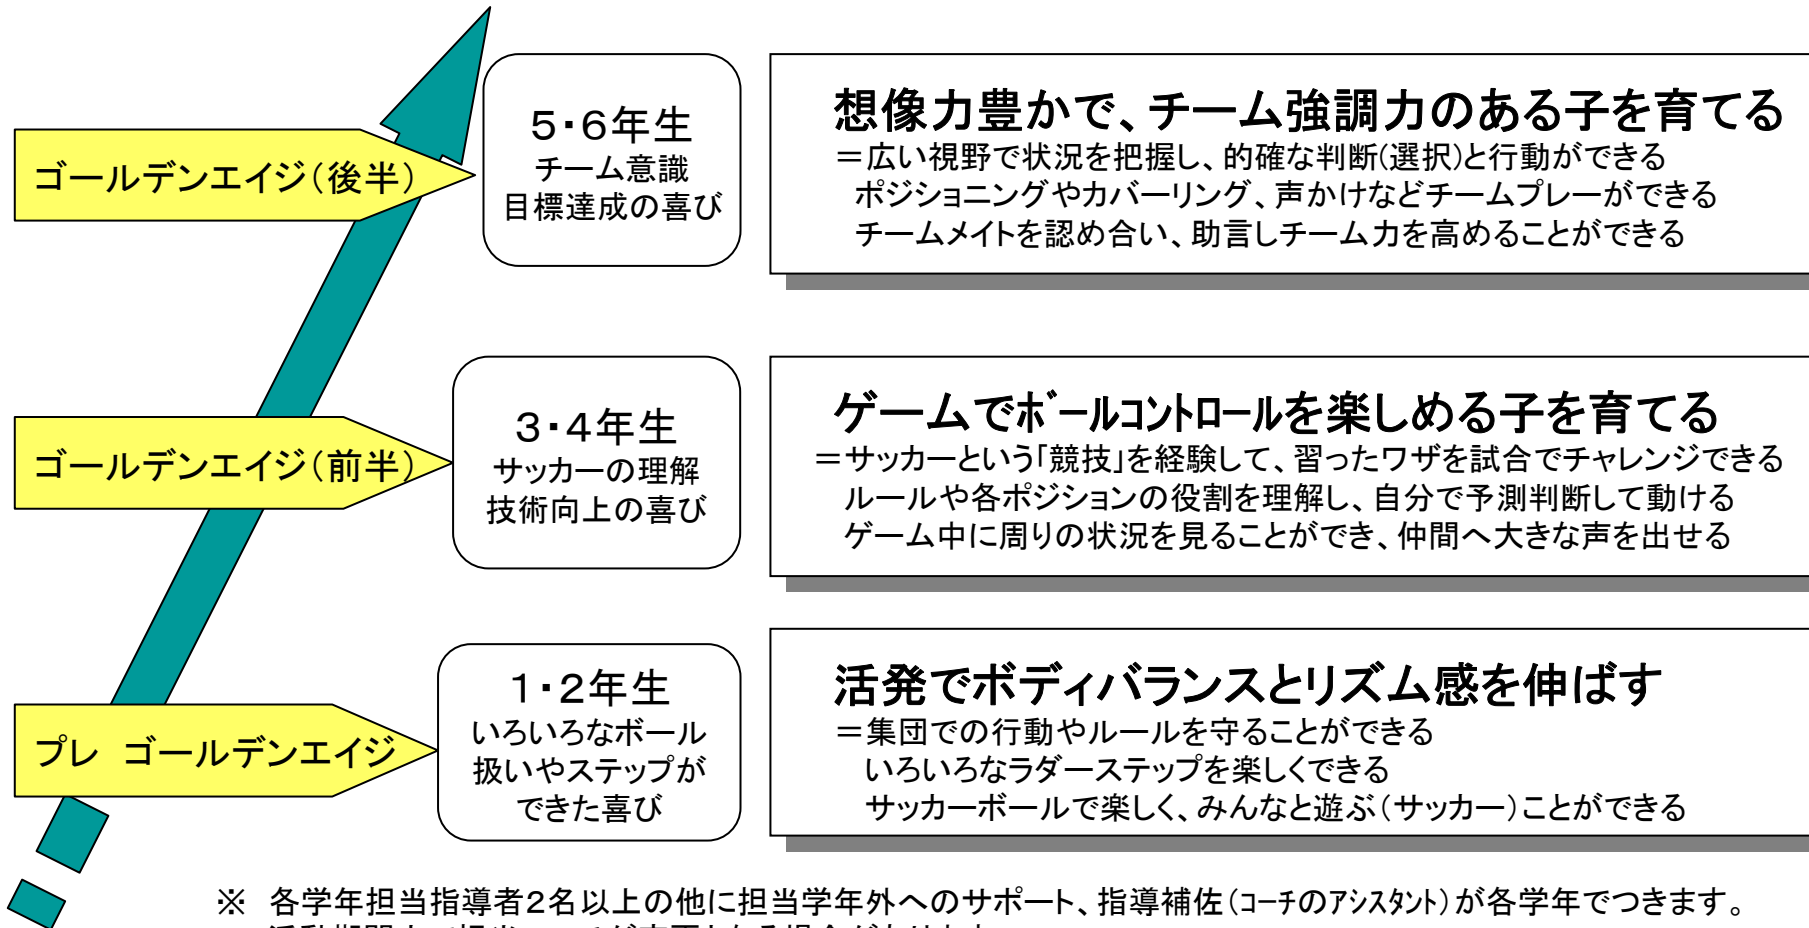 ゴールデンエイジ（後半）
5・6年生
チーム意識
目標達成の喜び
想像力豊かで、チーム強調力のある子を育てる
＝広い視野で状況を把握し、的確な判断(選択)と行動ができる
ポジショニングやカバーリング、声かけなどチームプレーができる
チームメイトを認め合い、助言しチーム力を高めることができる
ゴールデンエイジ（前半）
3・4年生
サッカーの理解
技術向上の喜び
ゲームでﾎﾞｰﾙｺﾝﾄﾛｰﾙを楽しめる子を育てる
＝サッカーという「競技」を経験して、習ったワザを試合でチャレンジできる
ルールや各ポジションの役割を理解し、自分で予測判断して動ける
ゲーム中に周りの状況を見ることができ、仲間へ大きな声を出せる
プレ　ゴールデンエイジ
1・2年生
いろいろなボール
扱いやステップが
できた喜び
活発でボディバランスとリズム感を伸ばす
＝集団での行動やルールを守ることができる
いろいろなラダーステップを楽しくできる
サッカーボールで楽しく、みんなと遊ぶ（サッカー）ことができる
※　各学年担当指導者2名以上の他に担当学年外へのサポート、指導補佐（ｺｰﾁのｱｼｽﾀﾝﾄ）が各学年でつきます。